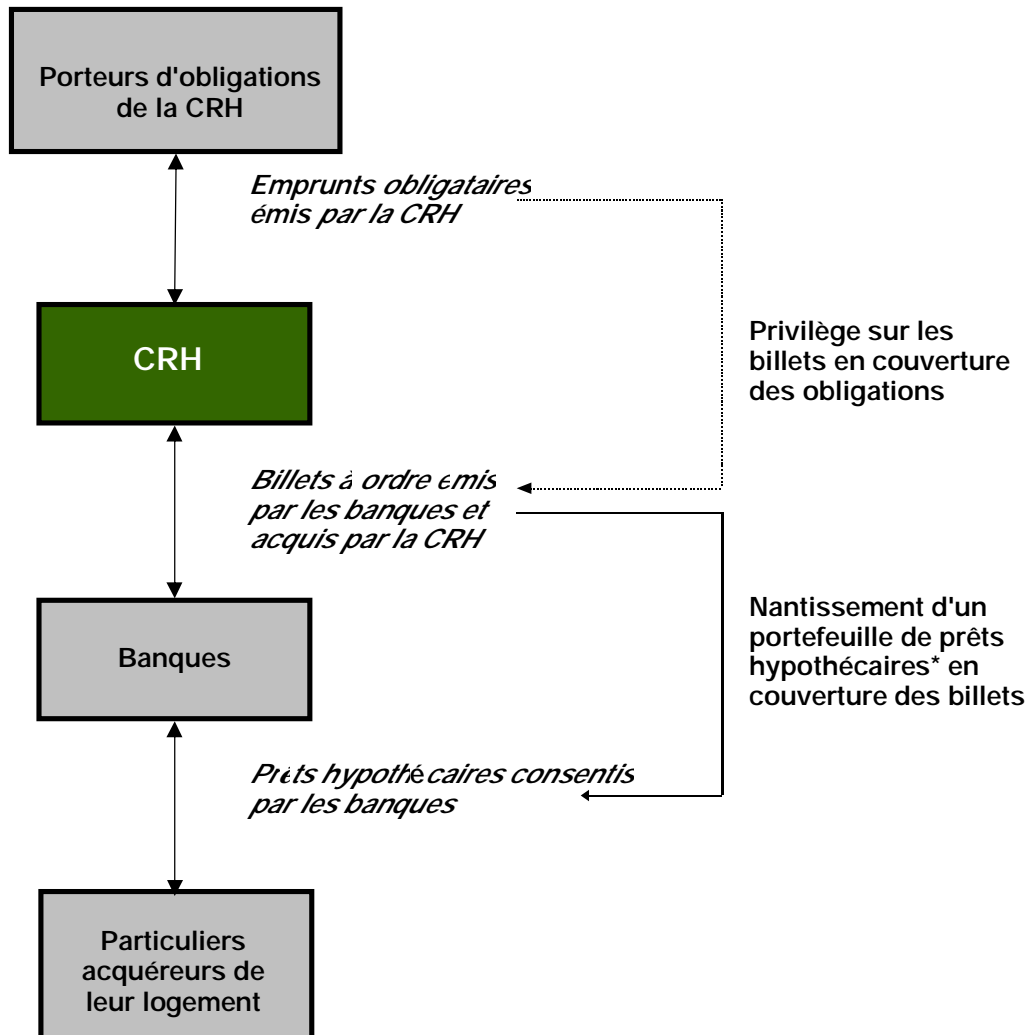 Porteurs d'obligations
de la CRH
Emprunts obligataires
émis par la CRH
CRH
Privilège sur les
billets en couverture
des obligations
Billets à ordre émis
par les banques et
acquis par la CRH
Banques
Nantissement d'un
portefeuille de prêts
hypothécaires* en
couverture des billets
Prêts hypothécaires consentis
par les banques
Particuliers
acquéreurs de
leur logement